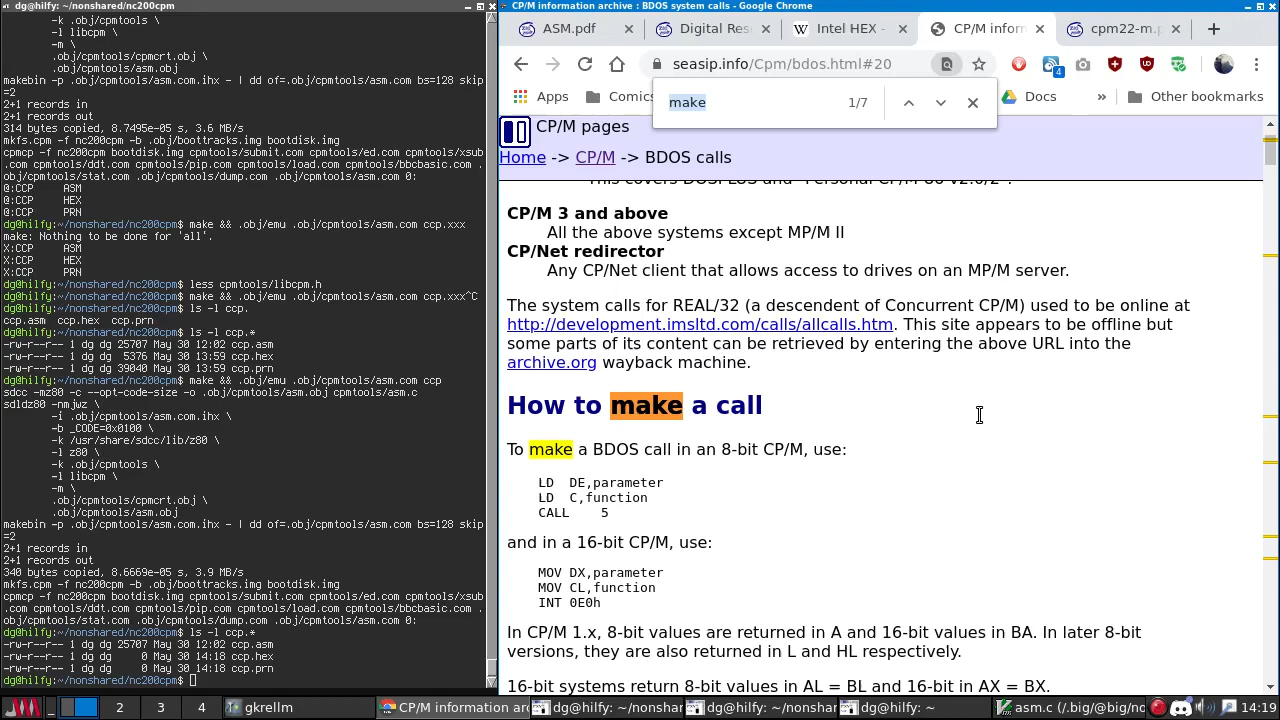 dg@hilfy: ~/nonshared/nc200cpm
-k .obj/cpmtools \
-l libcpm \
-m \
.obj/cpmtools/cpmcrt.obj \
.obj/cpmtools/asm.obj
makebin -p .obj/cpmtools/asm.com.ihx - | dd of=.obj/cpmtools/asm.com bs=128 skip
=2
2+1 records in
2+1 records out
314 bytes copied, 8.7495e-05 s, 3.6 MB/s
mkfs.cpm -f nc200cpm -b .obj/boottracks.img bootdisk.img
cpmcp -f nc200cpm bootdisk.img cpmtools/submit.com cpmtools/ed.com cpmtools/xsub
.com cpmtools/ddt.com cpmtools/pip.com cpmtools/load.com cpmtools/bbcbasic.com .
obj/cpmtools/stat.com .obj/cpmtools/dump.com .obj/cpmtools/asm.com 0:
@:CCP ASM
@:CCP HEX
@:CCP PRN
dg@hilfy:~/nonshared/nc200cpm$ make && .obj/emu .obj/cpmtools/asm.com ccp.xxx
make: Nothing to be done for 'all'.
X:CCP ASM
X:CCP HEX
X:CCP PRN
dg@hilfy:~/nonshared/nc200cpm$ less cpmtools/libcpm.h
dg@hilfy:~/nonshared/nc200cpm$ make && .obj/emu .obj/cpmtools/asm.com ccp.xxx^C
dg@hilfy:~/nonshared/nc200cpm$ ls -l ccp.
ccp.asm ccp.hex ccp.prn
dg@hilfy:~/nonshared/nc200cpm$ ls -l ccp.*
-rw-r--r-- 1 dg dg 25707 May 30 12:02 ccp.asm
-rw-r--r-- 1 dg dg 5376 May 30 13:59 ccp.hex
-rw-r--r-- 1 dg dg 39040 May 30 13:59 ccp.prn
dg@hilfy:~/nonshared/nc200cpm$ make && .obj/emu .obj/cpmtools/asm.com ccp
sdcc -mz80 -c --opt-code-size -o .obj/cpmtools/asm.obj cpmtools/asm.c
sdldz80 -nmjwz \
-i .obj/cpmtools/asm.com.ihx \
-b _CODE=0x0100 \
-k /usr/share/sdcc/lib/z80 \
-l z80 \
-k .obj/cpmtools \
-l libcpm \
-m \
.obj/cpmtools/cpmcrt.obj \
.obj/cpmtools/asm.obj
makebin -p .obj/cpmtools/asm.com.ihx - | dd of=.obj/cpmtools/asm.com bs=128 skip
=2
2+1 records in
2+1 records out
340 bytes copied, 8.6669e-05 s, 3.9 MB/s
mkfs.cpm -f nc200cpm -b .obj/boottracks.img bootdisk.img
cpmcp -f nc200cpm bootdisk.img cpmtools/submit.com cpmtools/ed.com cpmtools/xsub
.com cpmtools/ddt.com cpmtools/pip.com cpmtools/load.com cpmtools/bbcbasic.com .
obj/cpmtools/stat.com .obj/cpmtools/dump.com .obj/cpmtools/asm.com 0:
dg@hilfy:~/nonshared/nc200cpm$ ls -l ccp.*
-rw-r--r-- 1 dg dg 25707 May 30 12:02 ccp.asm
-rw-r--r-- 1 dg dg 0 May 30 14:18 ccp.hex
-rw-r--r-- 1 dg dg 0 May 30 14:18 ccp.prn
dg@hilfy:~/nonshared/nc200cpm$
CP/M information archive : BDOS system calls - Google Chrome
ASM.pdf
Digital Res
Intel HEX -
CP/M inform
cpm22-m.p
seasip.info/Cpm/bdos.html#20
4
Apps
Comics
Docs
»
Other bookmarks
make
1/7
CP/M pages
Home -> CP/M -> BDOS calls
This covers DOSPLUS and "Personal CP/M-86 v2.0/2".
CP/M 3 and above
All the above systems except MP/M II
CP/Net redirector
Any CP/Net client that allows access to drives on an MP/M server.
The system calls for REAL/32 (a descendent of Concurrent CP/M) used to be online at
http://development.imsltd.com/calls/allcalls.htm. This site appears to be offline but
some parts of its content can be retrieved by entering the above URL into the
archive.org wayback machine.
How to make a call
To make a BDOS call in an 8-bit CP/M, use:
LD DE,parameter
LD C,function
CALL 5
and in a 16-bit CP/M, use:
MOV DX,parameter
MOV CL,function
INT 0E0h
In CP/M 1.x, 8-bit values are returned in A and 16-bit values in BA. In later 8-bit
versions, they are also returned in L and HL respectively.
16-bit systems return 8-bit values in AL = BL and 16-bit in AX = BX.
2
3
4
gkrellm
CP/M information arc
dg@hilfy: ~/nonshar
dg@hilfy: ~/nonshar
dg@hilfy: ~
asm.c (/.big/@/bg/no
14:19